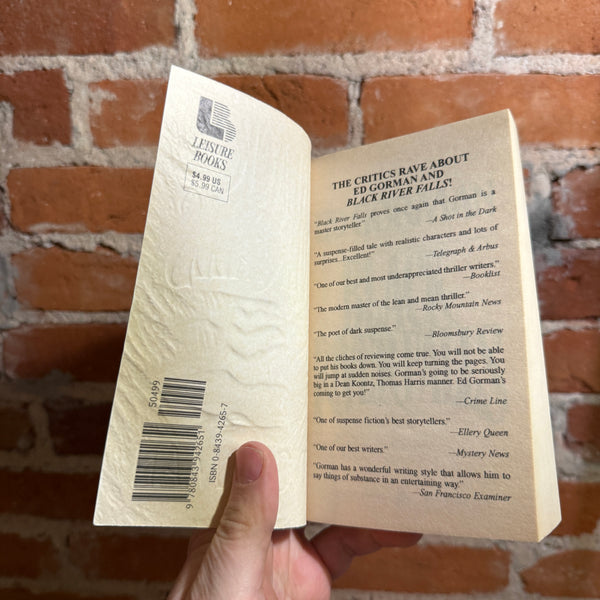 LEISURE
BOOKS
$4.99 US
$5.99 CAN
50499
9 780843 942651
ISBN 0-8439-4265-7
THE CRITICS RAVE ABOUT
ED GORMAN AND
BLACK RIVER FALLS!
"Black River Falls proves once again that Gorman is a
master storyteller."
—A Shot in the Dark
"A suspense-filled tale with realistic characters and lots of
surprises...Excellent!"
—Telegraph & Arbus
"One of our best and most underappreciated thriller writers."
—Booklist
"The modern master of the lean and mean thriller."
—Rocky Mountain News
"The poet of dark suspense."
—Bloomsbury Review
"All the cliches of reviewing come true. You will not be able
to put his books down. You will keep turning the pages. You
will jump at sudden noises. Gorman's going to be seriously
big in a Dean Koontz, Thomas Harris manner. Ed Gorman's
coming to get you!"
—Crime Line
"One of suspense fiction's best storytellers."
—Ellery Queen
"One of our best writers."
—Mystery News
"Gorman has a wonderful writing style that allows him to
say things of substance in an entertaining way."
—San Francisco Examiner